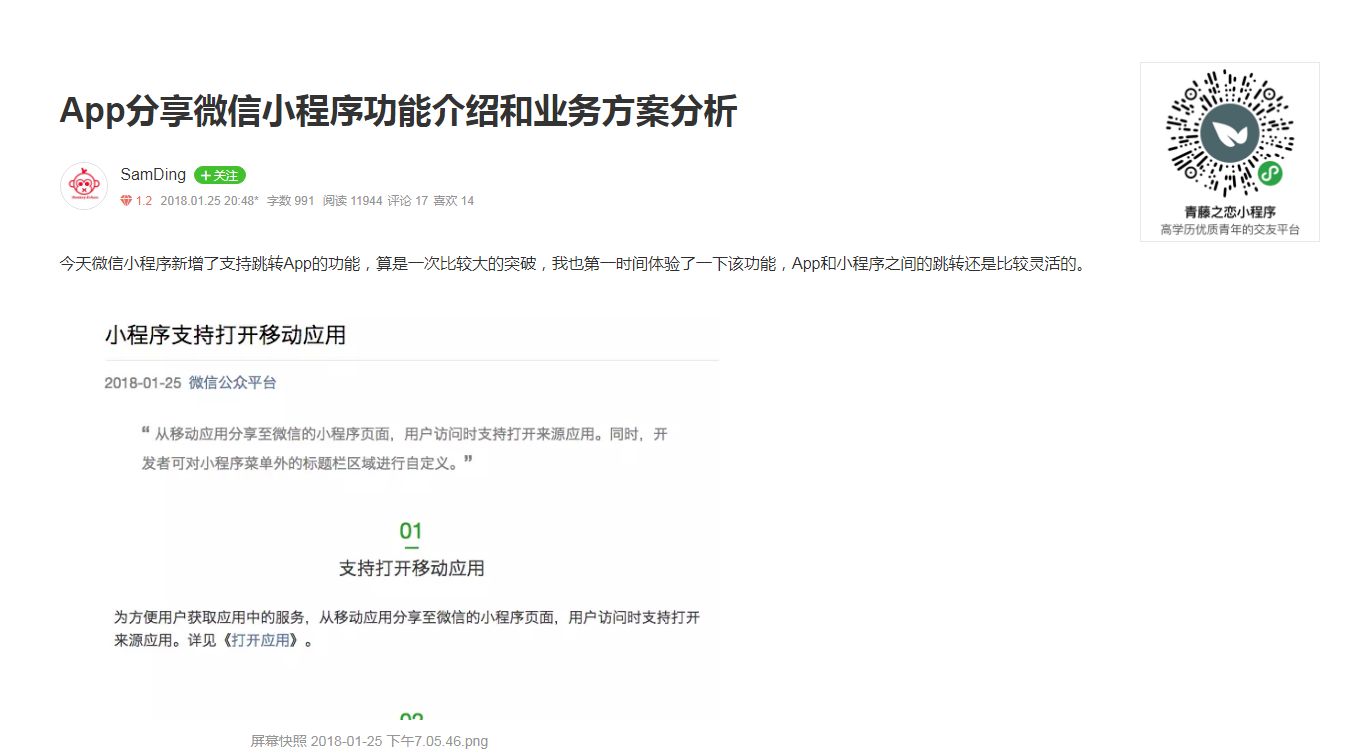 App分享微信小程序功能介绍和业务方案分析
SamDing +关注
1.2 2018.01.25 20:48* 字数 991 阅读 11944 评论 17 喜欢 14
青藤之恋小程序
高学历优质青年的交友平台
今天微信小程序新增了支持跳转App的功能，算是一次比较大的突破，我也第一时间体验了一下该功能，App和小程序之间的跳转还是比较灵活的。
小程序支持打开移动应用
2018-01-25 微信公众平台
“ 从移动应用分享至微信的小程序页面，用户访问时支持打开来源应用。同时，开
发者可对小程序菜单外的标题栏区域进行自定义。”
01
支持打开移动应用
为方便用户获取应用中的服务，从移动应用分享至微信的小程序页面，用户访问时支持打开
来源应用。详见《打开应用》。
屏幕快照 2018-01-25 下午7.05.46.png